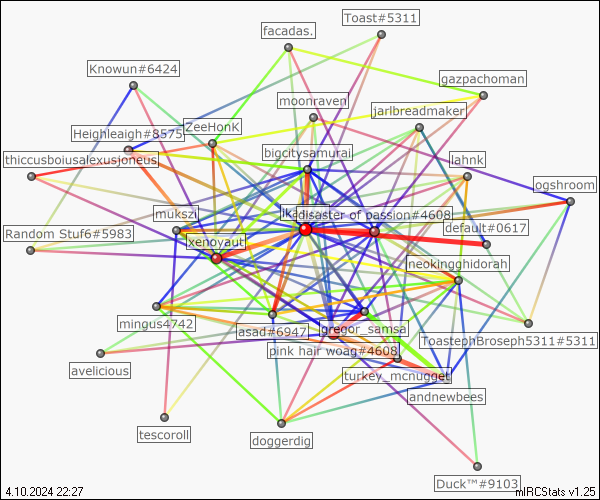 Toast#5311
facadas.
Knowun#6424
gazpachoman
moonraven
jarlbreadmaker
Heighleaigh#8575
ZeeHonK
thiccusboiusalexusjoneus
bigcitysamurai
lahnk
ogshroom
mukszi
disaster of passion#4608
default#0617
Random Stuf6#5983
xenoyaut
neokingghidorah
mingus4742
asad#6947
gregor_samsa
ToastephBroseph5311#5311
pink hair woag#4608
avelicious
turkey_mcnugget
andnewbees
tescoroll
doggerdig
Duck™#9103
4.10.2024 22:27
mIRCStats v1.25